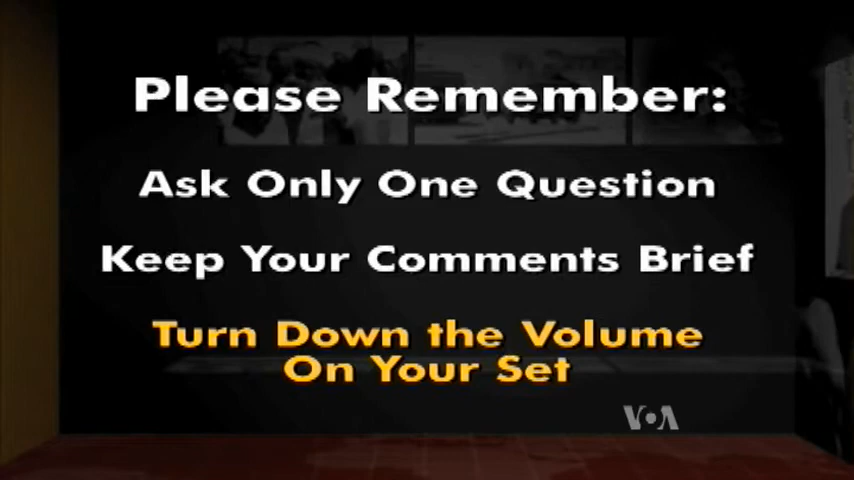 Please Remember:
Ask Only One Question
Keep Your Comments Brief
Turn Down the Volume
On Your Set
VOA